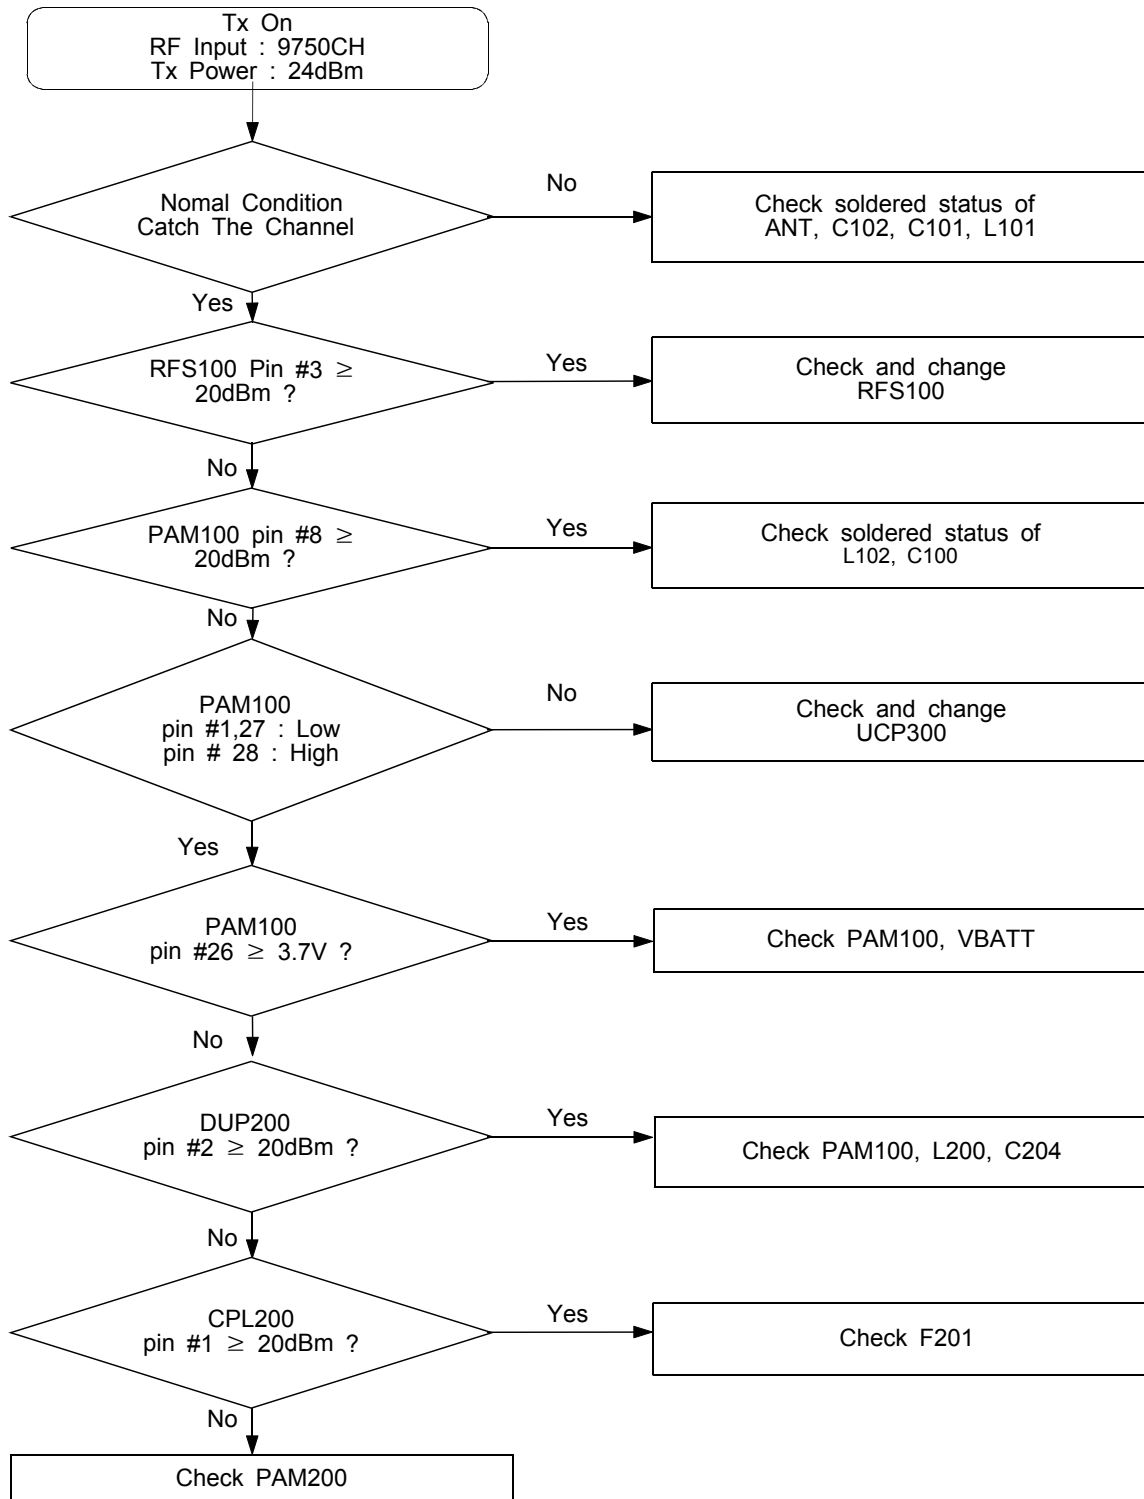 Tx On
RF Input : 9750CH
Tx Power : 24dBm
Nomal Condition
Catch The Channel
No
Check soldered status of
ANT, C102, C101, L101
Yes
RFS100 Pin #3 ≥
20dBm ?
Yes
Check and change
RFS100
No
PAM100 pin #8 ≥
20dBm ?
Yes
Check soldered status of
L102, C100
No
PAM100
pin #1,27 : Low
pin # 28 : High
No
Check and change
UCP300
Yes
PAM100
pin #26 ≥ 3.7V ?
Yes
Check PAM100, VBATT
No
DUP200
pin #2 ≥ 20dBm ?
Yes
Check PAM100, L200, C204
No
CPL200
pin #1 ≥ 20dBm ?
Yes
Check F201
No
Check PAM200